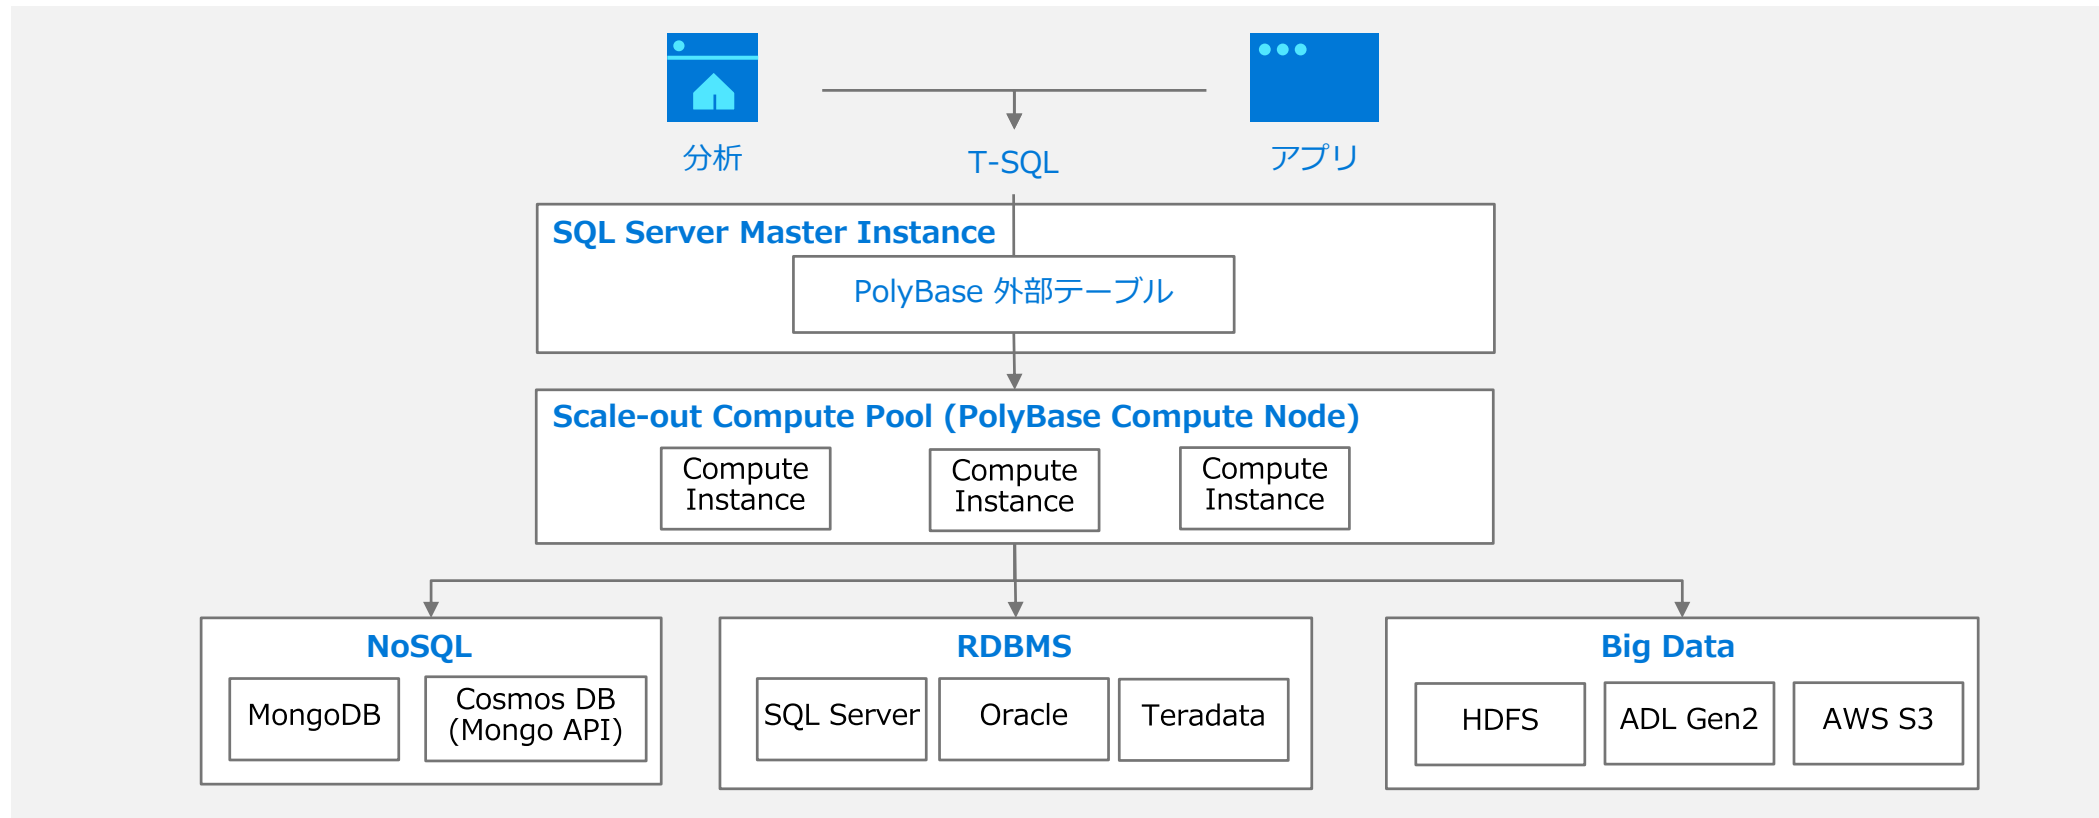 分析
T-SQL
アプリ
SQL Server Master Instance
PolyBase 外部テーブル
Scale-out Compute Pool (PolyBase Compute Node)
Compute
Instance
Compute
Instance
Compute
Instance
NoSQL
MongoDB
Cosmos DB
(Mongo API)
RDBMS
SQL Server
Oracle
Teradata
Big Data
HDFS
ADL Gen2
AWS S3